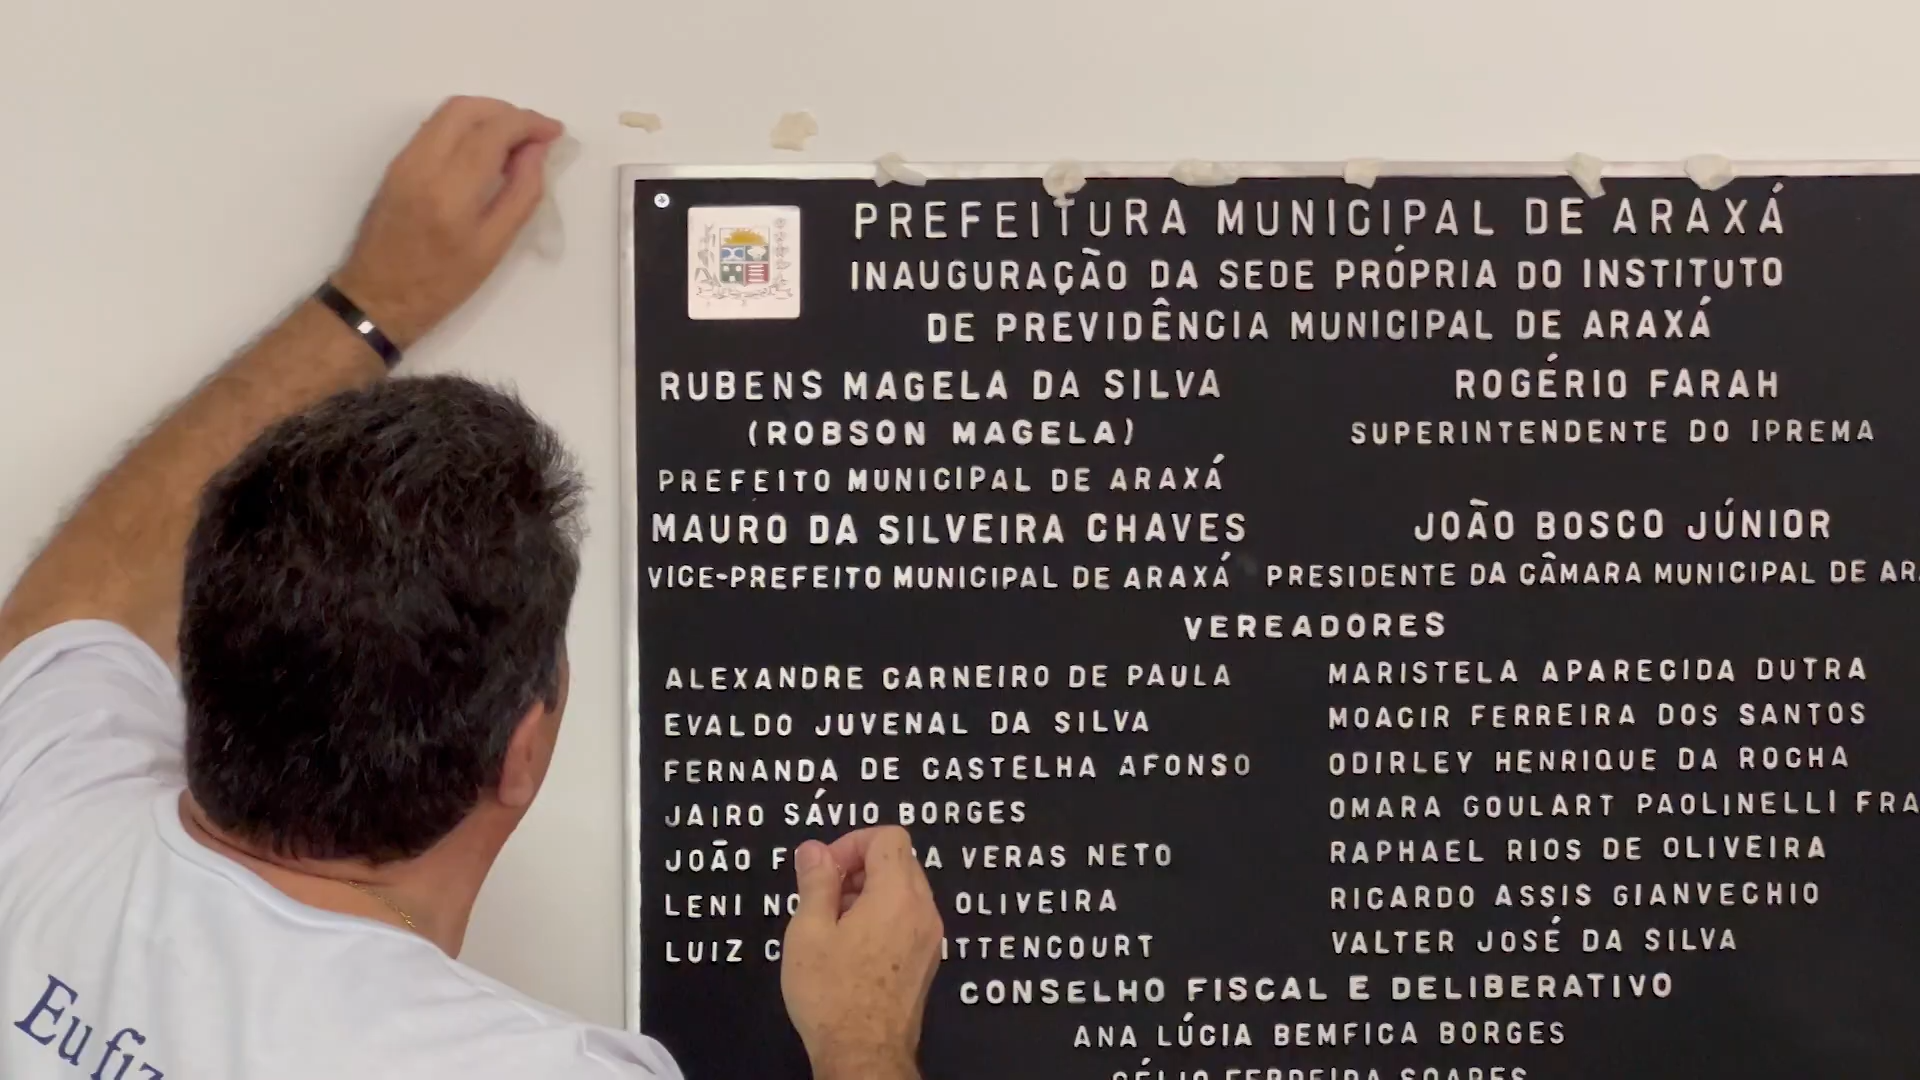 PREFEITURA MUNICIPAL DE ARAXÁ
INAUGURAÇÃO DA SEDE PRÓPRIA DO INSTITUTO
DE PREVIDÊNCIA MUNICIPAL DE ARAXÁ
RUBENS MAGELA DA SILVA
(ROBSON MAGELA)
PREFEITO MUNICIPAL DE ARAXÁ
ROGÉRIO FARAH
SUPERINTENDENTE DO IPREMA
MAURO DA SILVEIRA CHAVES
VICE-PREFEITO MUNICIPAL DE ARAXÁ
JOÃO BOSCO JÚNIOR
PRESIDENTE DA CÂMARA MUNICIPAL DE
VEREADORES
ALEXANDRE CARNEIRO DE PAULA
EVALDO JUVENAL DA SILVA
FERNANDA DE CASTELHA AFONSO
JAIRO SÁVIO BORGES
JOÃO VERAS NETO
LENI OLIVEIRA
LUIZ
MARISTELA APARECIDA DUTRA
MOACIR FERREIRA DOS SANTOS
ODIRLEY HENRIQUE DA ROCHA
OMARA GOULART PAOLINELLI
RAPHAEL RIOS DE OLIVEIRA
RICARDO ASSIS GIANVECHIO
VALTER JOSÉ DA SILVA
CONSELHO FISCAL E DELIBERATIVO
ANA LÚCIA BEMFICA BORGES
CÉLIO FERREIRA SOARES
Eu fiz